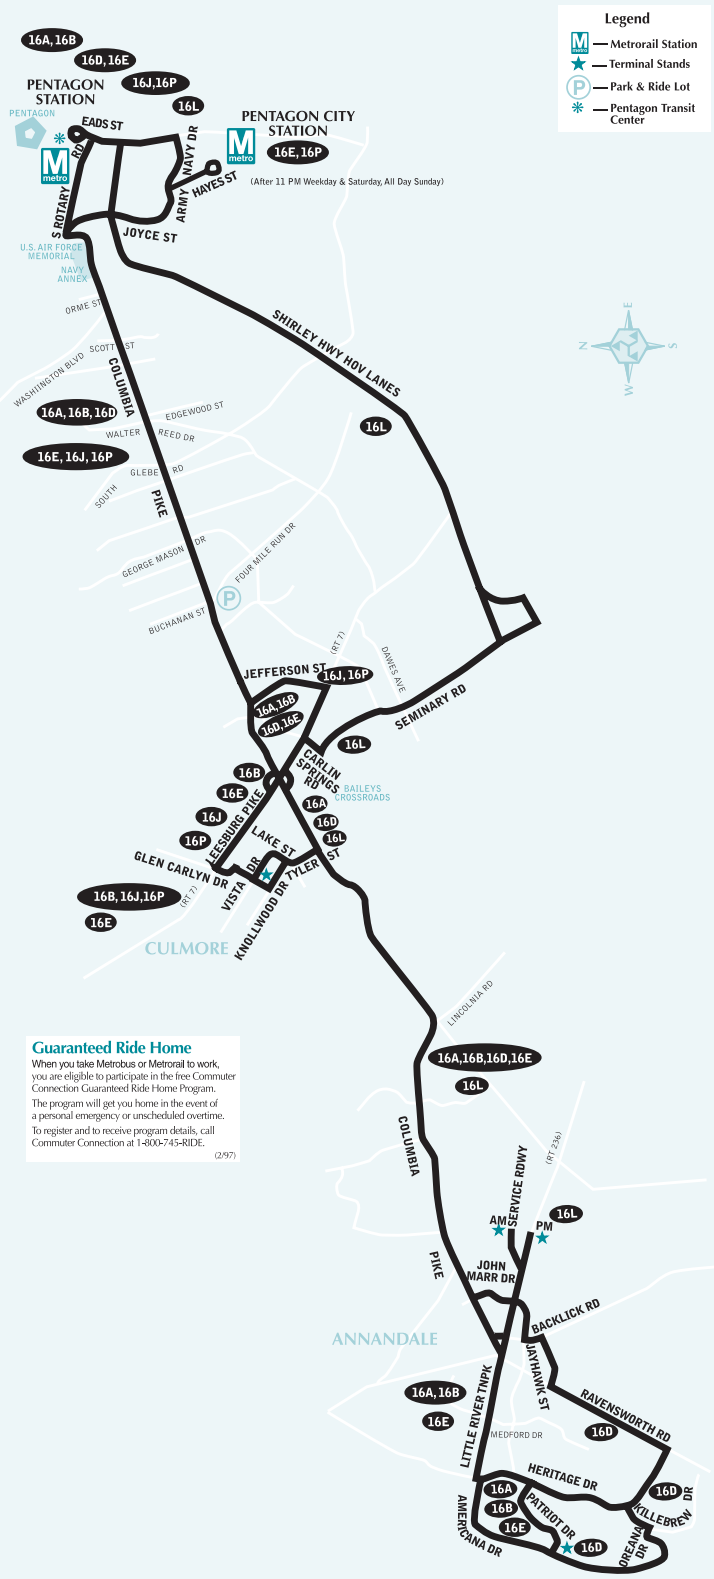 Legend
M
metro
Metrorail Station
Terminal Stands
P
Park & Ride Lot
Pentagon Transit
Center
16A, 16B
16D, 16E
16J, 16P
16L
PENTAGON
STATION
PENTAGON
EADS ST
M
metro
RD
S ROTARY
NAVY DR
ARMY
HAYES ST
JOYCE ST
PENTAGON CITY
STATION
M
metro
16E, 16P
(After 11 PM Weekday & Saturday, All Day Sunday)
U.S. AIR FORCE
MEMORIAL
NAVY
ANNEX
ORME ST
SCOTT ST
WASHIINGTON BLVD
COLUMBIA
SHIRLEY HWY HOV LANES
N
E
S
W
16A, 16B, 16D
EDGEWOOD ST
WALTER REED DR
16L
16E, 16J, 16P
GLEBE RD
SOUTH
PIKE
GEORGE MASON DR
FOUR MILE RUN DR
P
BUCHANAN ST
(RT 7)
DAWES AVE
JEFFERSON ST
16J, 16P
16A, 16B
16D, 16E
SEMINARY RD
16L
CARLIN
SPRINGS
RD
BAILEYS
CROSSROADS
16B
16E
16J
16P
LEESBURG PIKE
16A
16D
16L
LAKE ST
TYLER ST
GLEN CARLYN DR
VISTA DR
KNOLLWOOD DR
(RT 7)
16B, 16J, 16P
16E
CULMORE
LINCOLNIA RD
Guaranteed Ride Home
When you take Metrobus or Metrorail to work,
you are eligible to participate in the free Commuter
Connection Guaranteed Ride Home Program.
The program will get you home in the event of
a personal emergency or unscheduled overtime.
To register and to receive program details, call
Commuter Connection at 1-800-745-RIDE.
(2/97)
16A, 16B, 16D, 16E
16L
COLUMBIA
(RT 236)
SERVICE RDWY
16L
AM
PM
PIKE
JOHN
MARR DR
BACKLICK RD
ANNANDALE
JAYHAWK ST
16A, 16B
16E
LITTLE RIVER TNPK
RAVENSWORTH RD
16D
MEDFORD DR
HERITAGE DR
16A
16B
16E
PATRIOT DR
16D
KILLEBREW DR
AMERICANA DR
16D
OREANA
DR